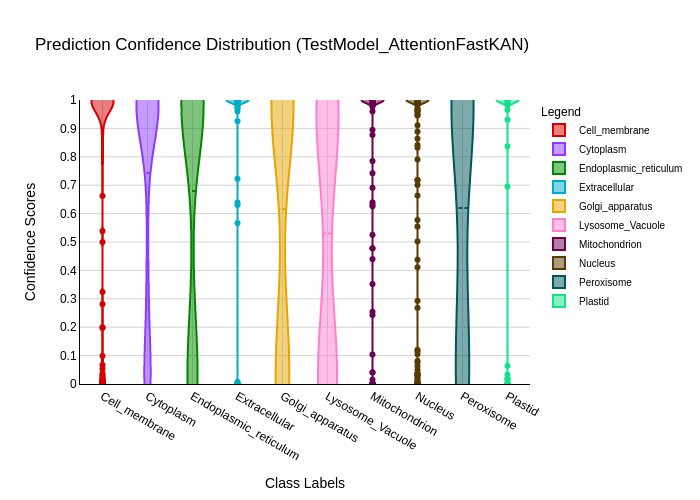 Prediction Confidence Distribution (TestModel_AttentionFastKAN)
1
0.9
0.8
0.7
0.6
0.5
0.4
0.3
0.2
0.1
0
Confidence Scores
Cell_membrane
Cytoplasm
Endoplasmic_reticulum
Extracellular
Golgi_apparatus
Lysosome_Vacuole
Mitochondrion
Nucleus
Peroxisome
Plastid
Class Labels
Legend
Cell_membrane
Cytoplasm
Endoplasmic_reticulum
Extracellular
Golgi_apparatus
Lysosome_Vacuole
Mitochondrion
Nucleus
Peroxisome
Plastid